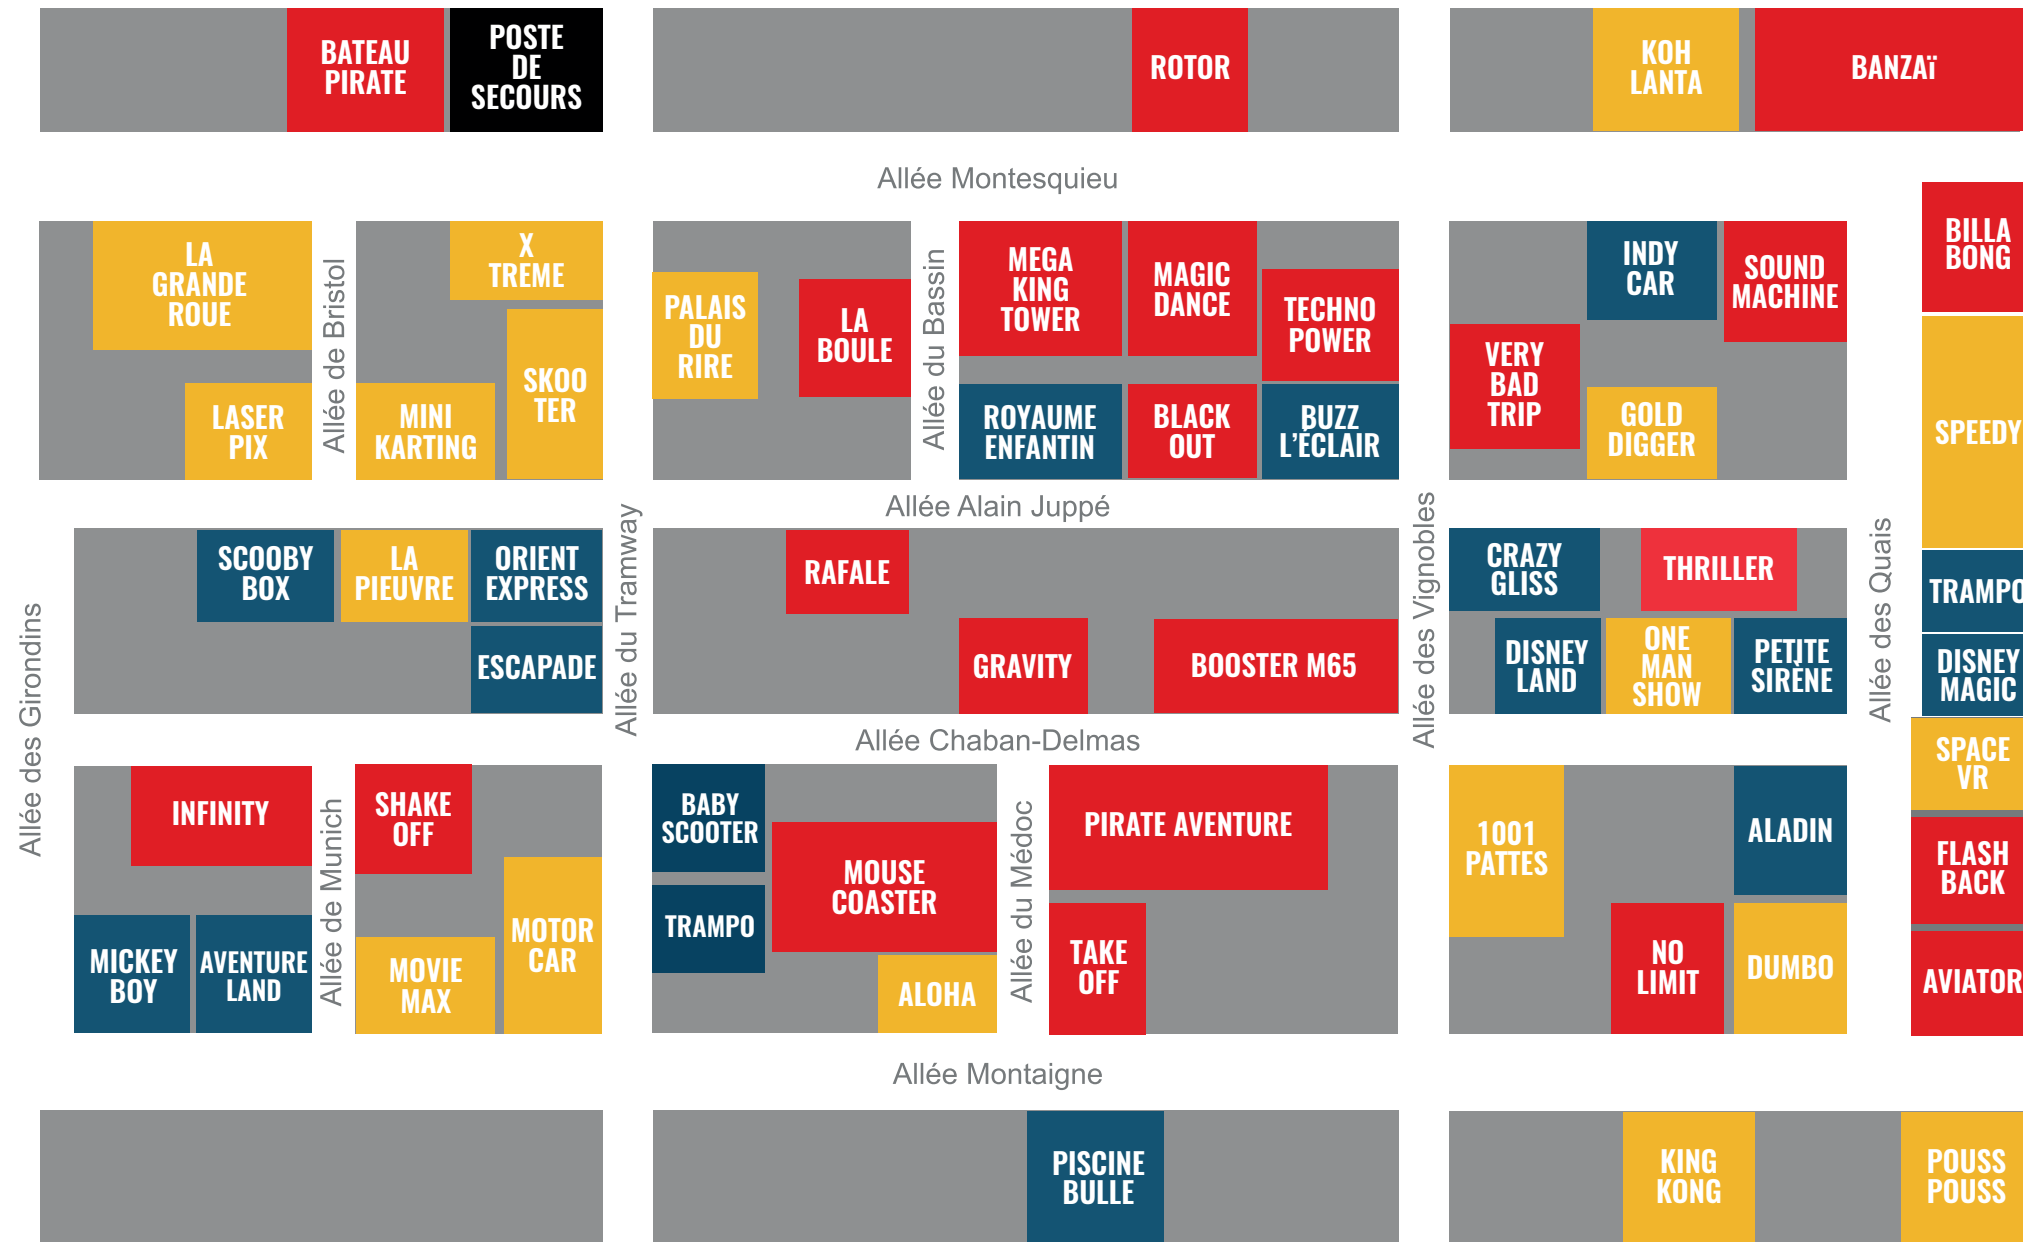 BATEAU
PIRATE
POSTE
DE
SECOURS
ROTOR
KOH
LANTA
BANZAï
Allée Montesquieu
LA
GRANDE
ROUE
LASER
PIX
Allée de Bristol
X
TREME
SKOO
TER
MINI
KARTING
PALAIS
DU
RIRE
LA
BOULE
Allée du Bassin
MEGA
KING
TOWER
MAGIC
DANCE
TECHNO
POWER
ROYAUME
ENFANTIN
BLACK
OUT
BUZZ
L'ÉCLAIR
INDY
CAR
SOUND
MACHINE
VERY
BAD
TRIP
GOLD
DIGGER
BILLA
BONG
SPEEDY
Allée Alain Juppé
Allée des Girondins
SCOOBY
BOX
LA
PIEUVRE
ORIENT
EXPRESS
ESCAPADE
Allée du Tramway
RAFALE
GRAVITY
BOOSTER M65
Allée des Vignobles
CRAZY
GLISS
THRILLER
DISNEY
LAND
ONE
MAN
SHOW
PETITE
SIRÈNE
Allée des Quais
TRAMPO
DISNEY
MAGIC
Allée Chaban-Delmas
INFINITY
MICKEY
BOY
AVENTURE
LAND
Allée de Munich
SHAKE
OFF
MOVIE
MAX
MOTOR
CAR
BABY
SCOOTER
TRAMPO
MOUSE
COASTER
ALOHA
Allée du Médoc
PIRATE AVENTURE
TAKE
OFF
1001
PATTES
ALADIN
NO
LIMIT
DUMBO
SPACE
VR
FLASH
BACK
AVIATOR
Allée Montaigne
PISCINE
BULLE
KING
KONG
POUSS
POUSS